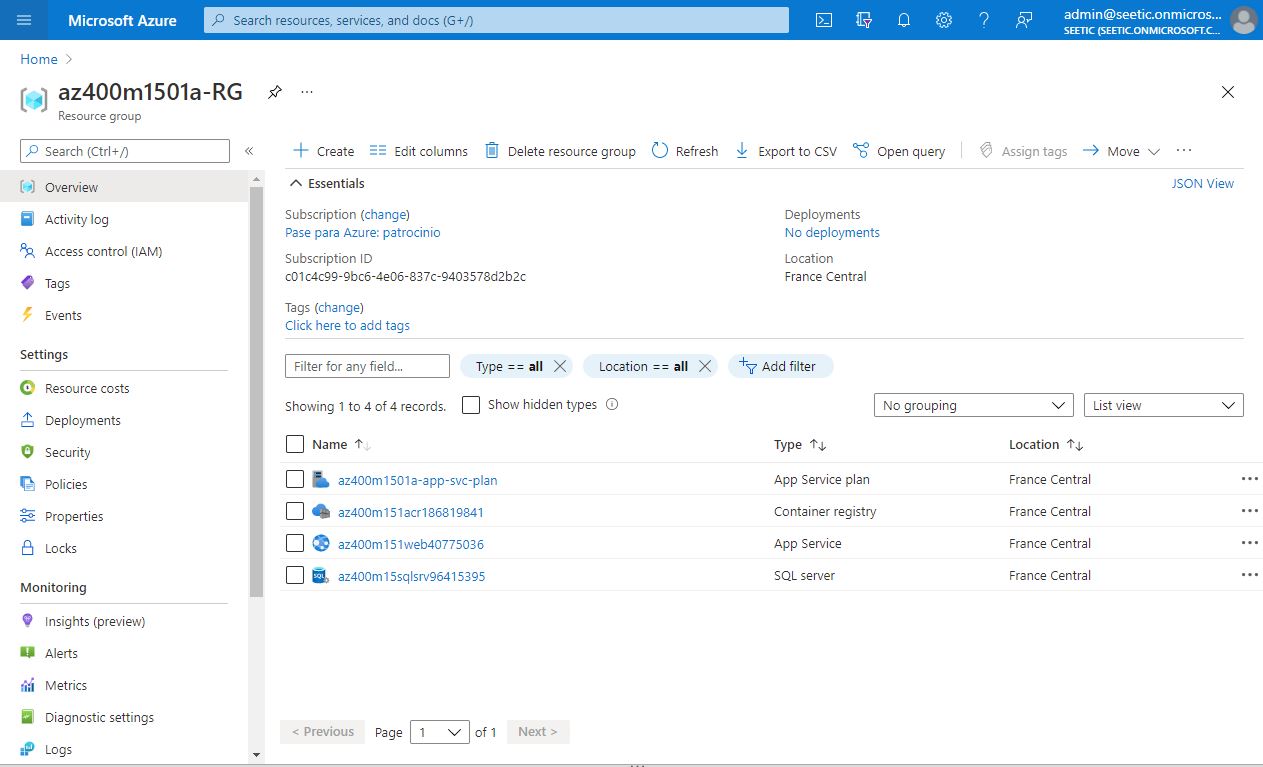 Microsoft Azure
Search resources, services, and docs (G+/)
admin@seetic.onmicros...
SEETIC (SEETIC.ONMICROSOFT.C...
Home
az400m1501a-RG
Resource group
Search (Ctrl+/)
Overview
Activity log
Access control (IAM)
Tags
Events
Settings
Resource costs
Deployments
Security
Policies
Properties
Locks
Monitoring
Insights (preview)
Alerts
Metrics
Diagnostic settings
Logs
Create Edit columns Delete resource group Refresh Export to CSV Open query Assign tags Move
Essentials JSON View
Subscription (change)
Pase para Azure: patrocinio
Subscription ID
c01c4c99-9bc6-4e06-837c-9403578d2b2c
Deployments
No deployments
Location
France Central
Tags (change)
Click here to add tags
Filter for any field... Type == all Location == all Add filter
Showing 1 to 4 of 4 records. Show hidden types No grouping List view
Name Type Location
az400m1501a-app-svc-plan App Service plan France Central
az400m151acr186819841 Container registry France Central
az400m151web40775036 App Service France Central
az400m15sqlsrv96415395 SQL server France Central
< Previous Page 1 of 1 Next >